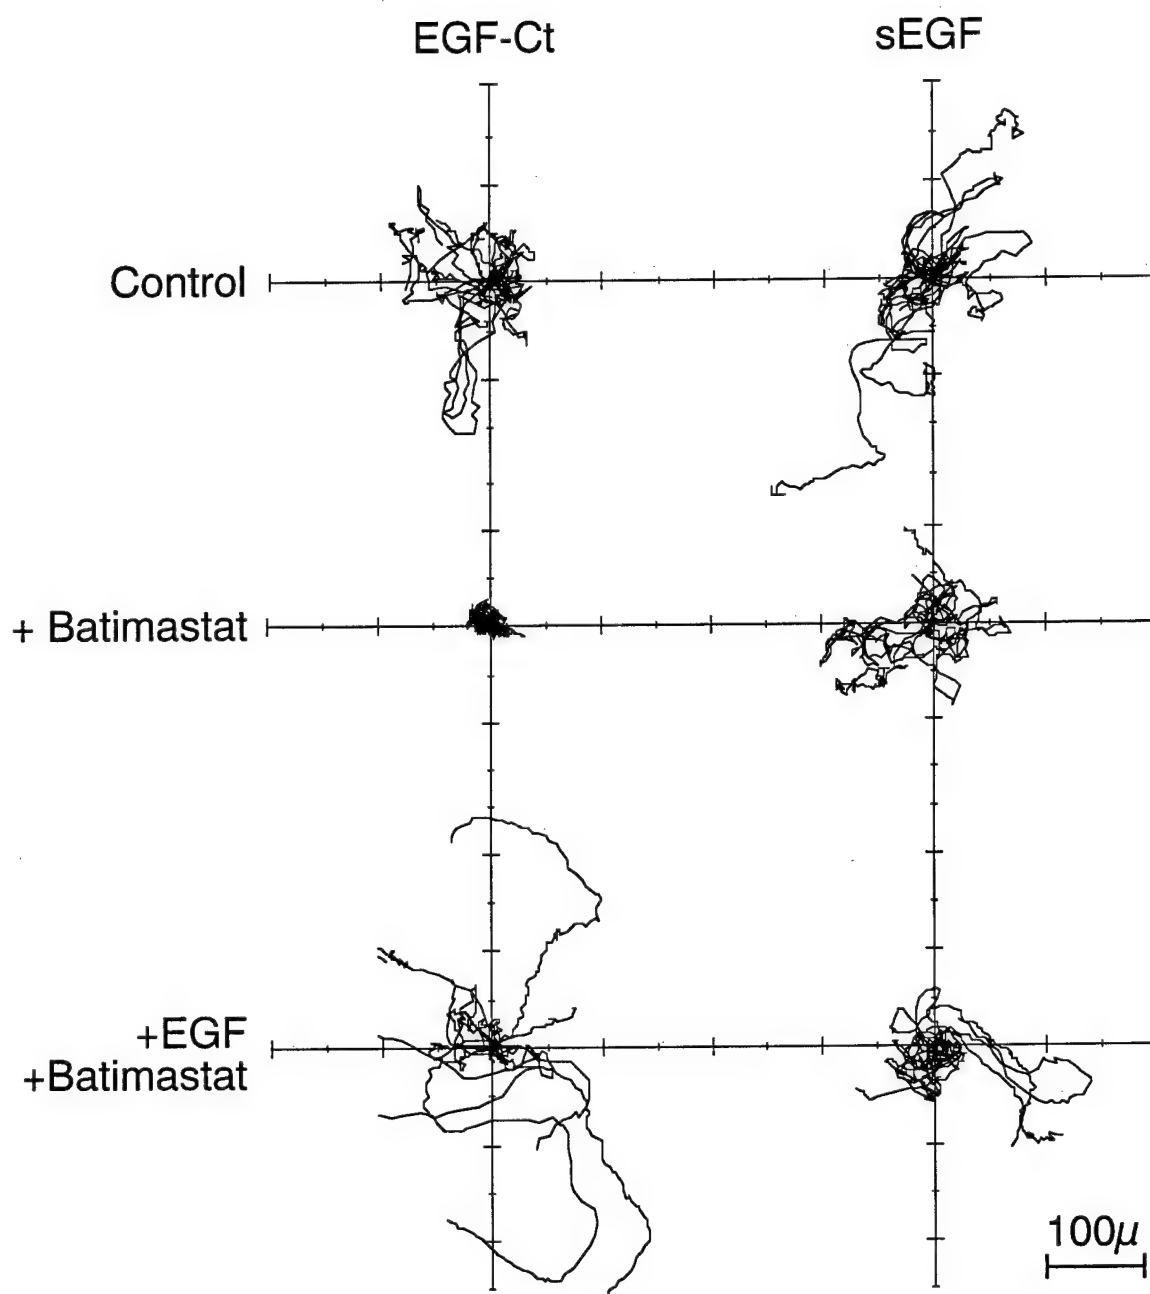 EGF-Ct
sEGF
Control
+ Batimastat
+EGF
+Batimastat
100μ